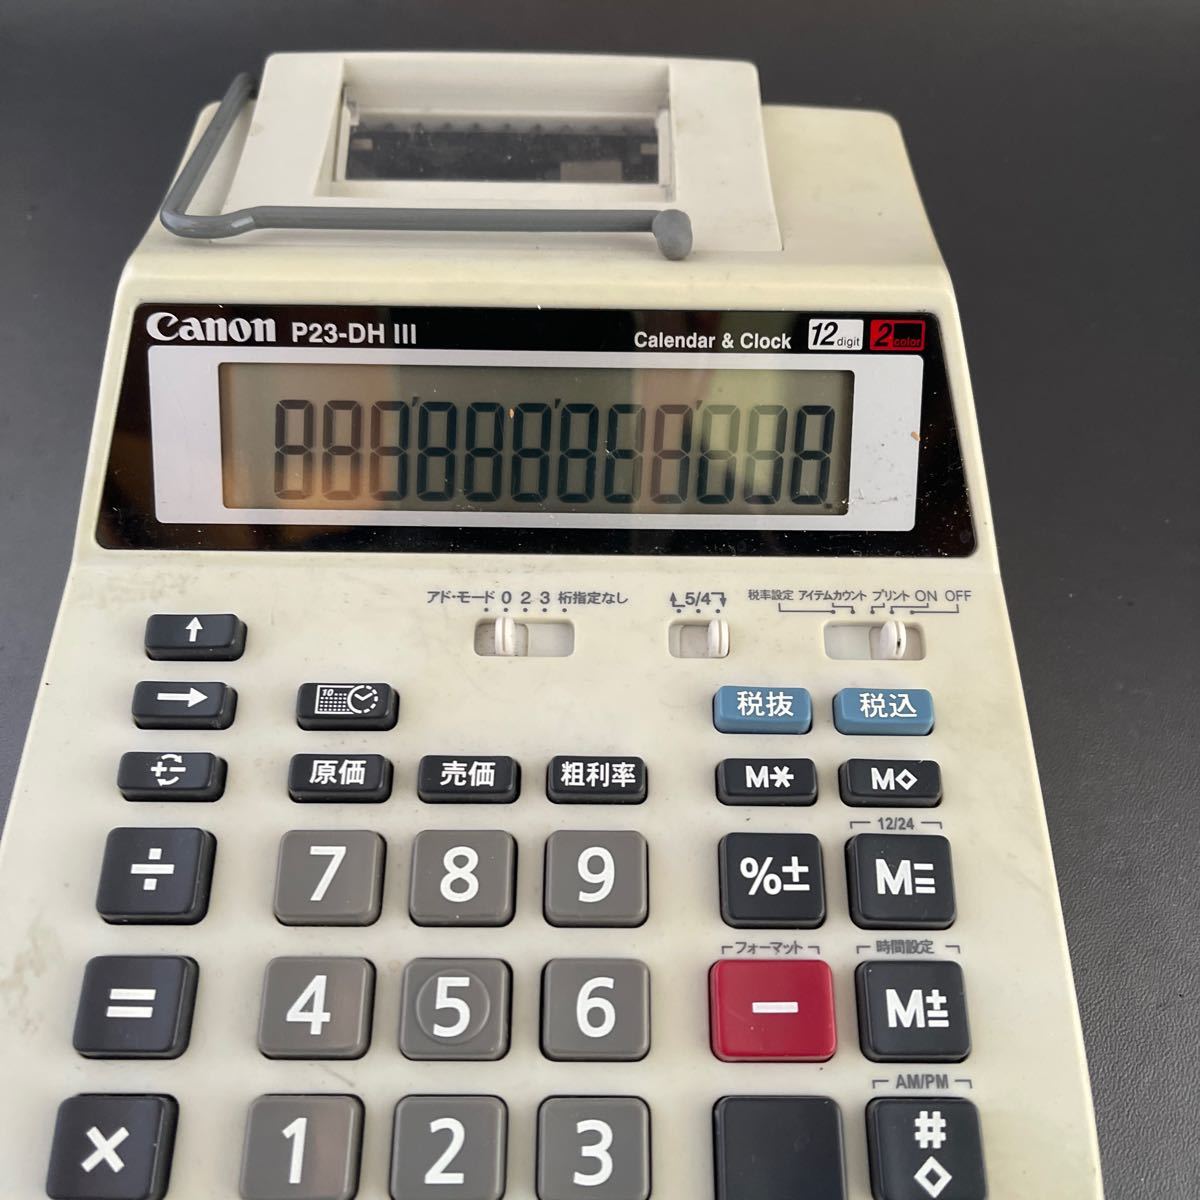 Canon P23-DH III Calendar & Clock 12 digit 2 color
アド・モード 0 2 3 桁指定なし 5/4 税率設定 アイテムカウント プリント ON OFF
↑
→ 10 税抜 税込
+− 原価 売価 粗利率 M* M◇
12/24
÷ 7 8 9 %± M=
フォーマット 時間設定
= 4 5 6 − M±
AM/PM
× 1 2 3 #
◇